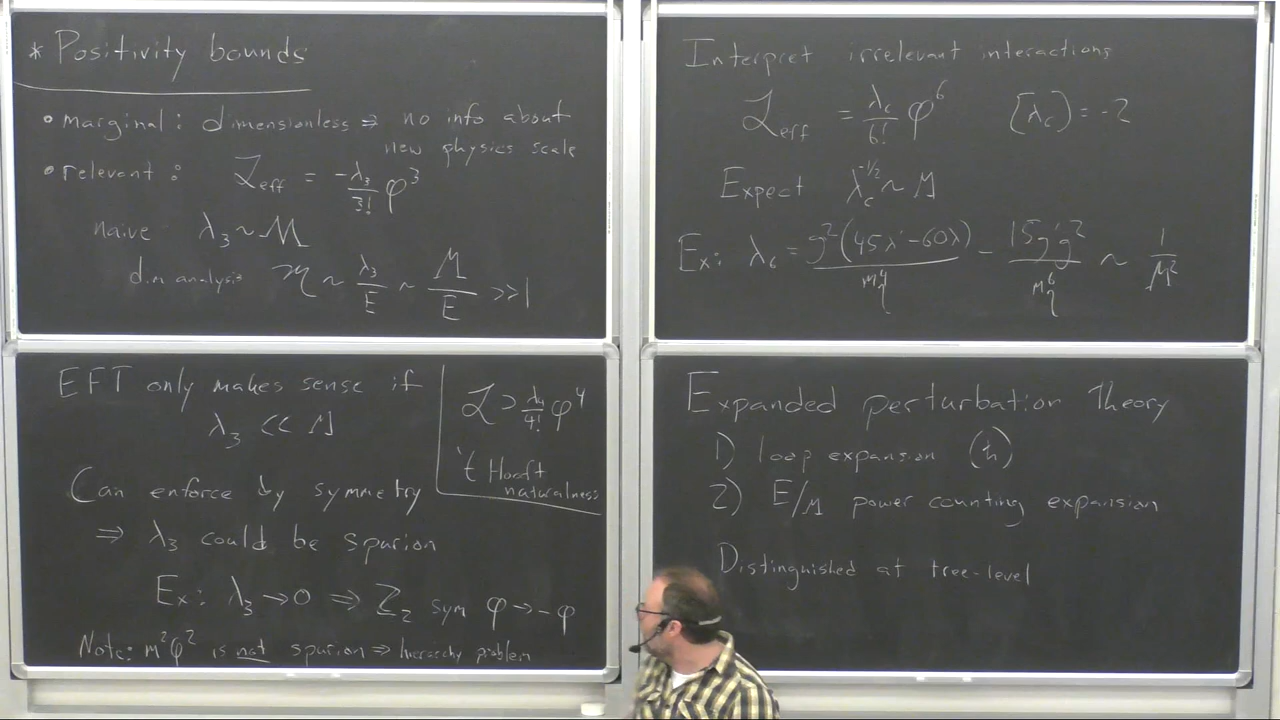 * Positivity bounds
• marginal: dimensionless ⇒ no info about
new physics scale
• relevant: ℒ_eff = -λ₃/3! φ³
naive λ₃ ~ M
dim analysis 𝓜 ~ λ₃/E ~ M/E >> 1
EFT only makes sense if
λ₃ << M
ℒ ⊃ λ₄/4! φ⁴
't Hooft
naturalness
Can enforce by symmetry
⇒ λ₃ could be spurion
Ex: λ₃ → 0 ⇒ ℤ₂ sym φ → -φ
Note: m²φ² is not spurion ⇒ hierarchy problem
Interpret irrelevant interactions
ℒ_eff = λ₆/6! φ⁶ [λ₆] = -2
Expect λ₆^{-1/2} ~ M
Ex: λ₆ = g²(45λ' - 60λ)/m_η⁴ - 15g'g²/m_η⁶ ~ 1/M²
Expanded perturbation theory
1) loop expansion (ħ)
2) E/M power counting expansion
Distinguished at tree-level